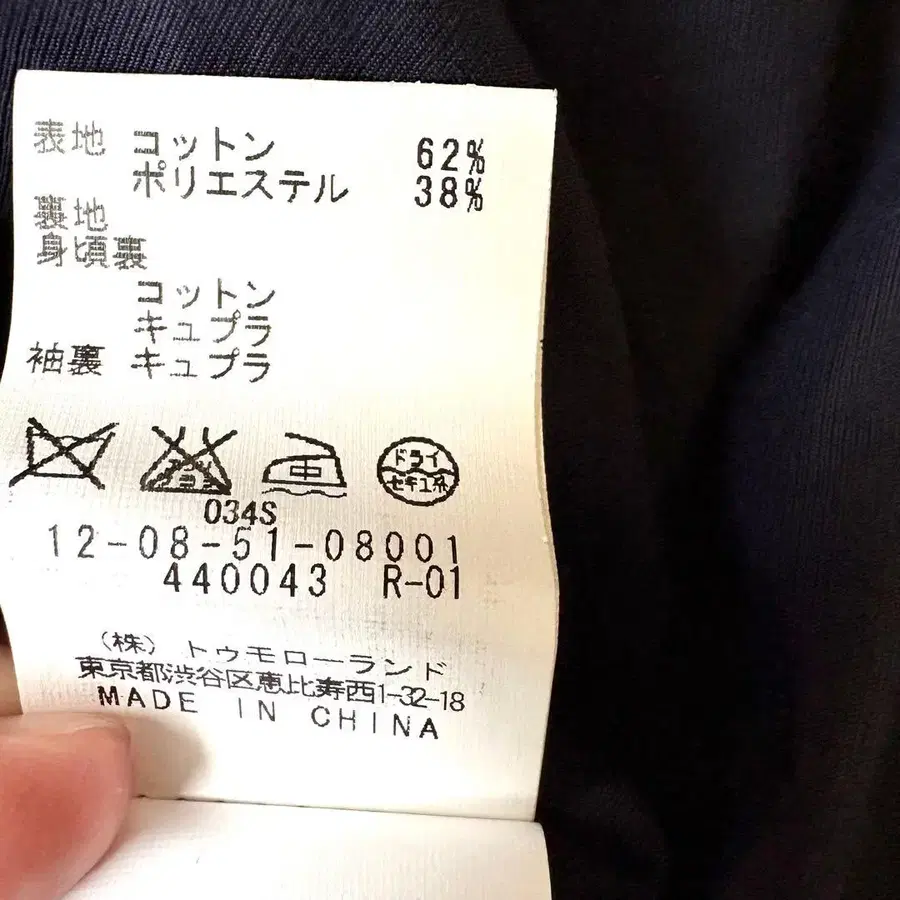 表地 コットン 62%
ポリエステル 38%
裏地
身頃裏
コットン
キュプラ
袖裏 キュプラ
中 ドライ
セキユ系
034S
12-08-51-08001
440043 R-01
(株) トゥモローランド
東京都渋谷区恵比寿西1-32-18
MADE IN CHINA